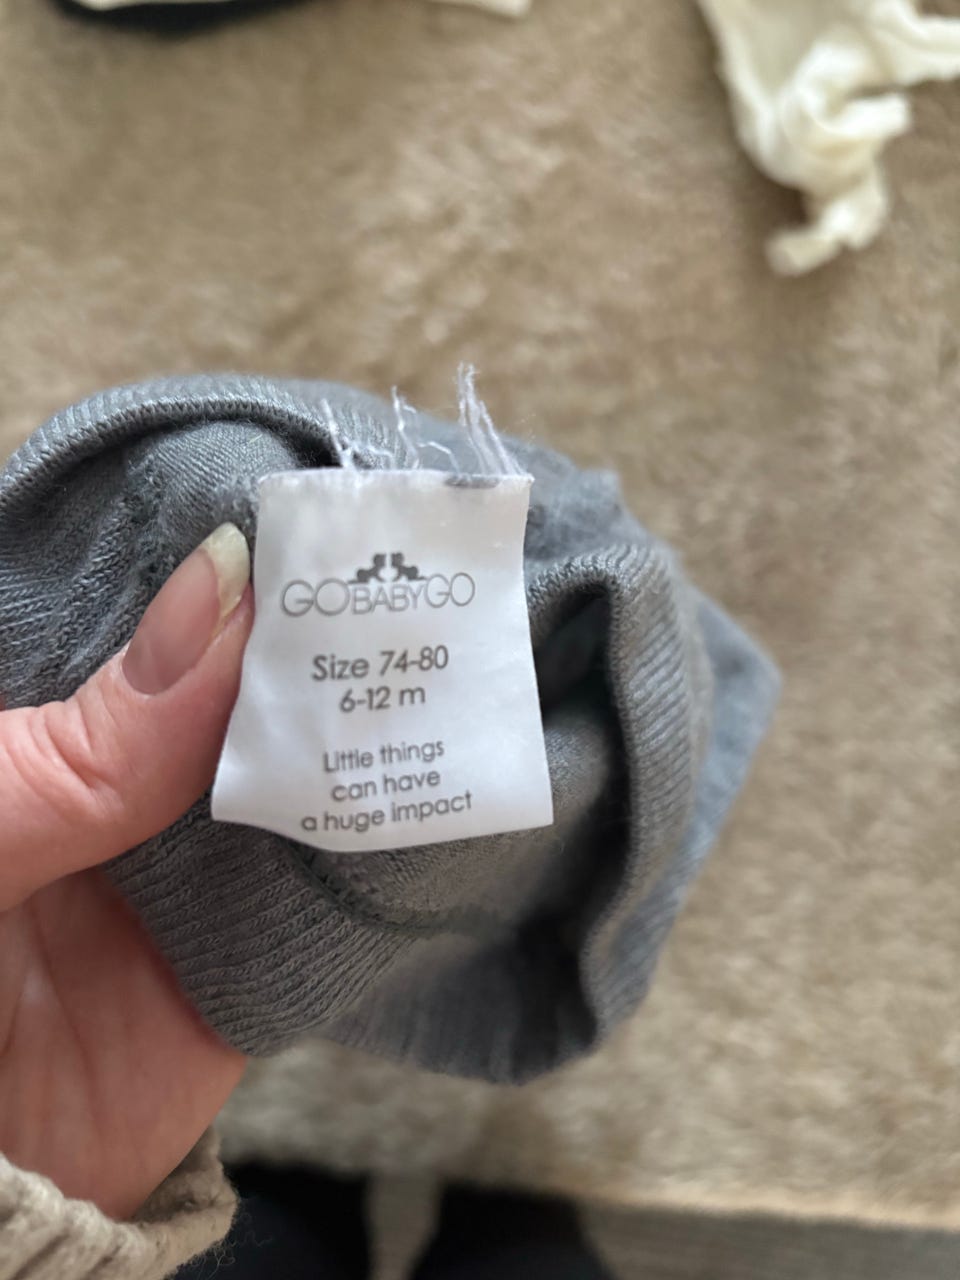 GOBABYGO
Size 74-80
6-12 m
Little things
can have
a huge impact